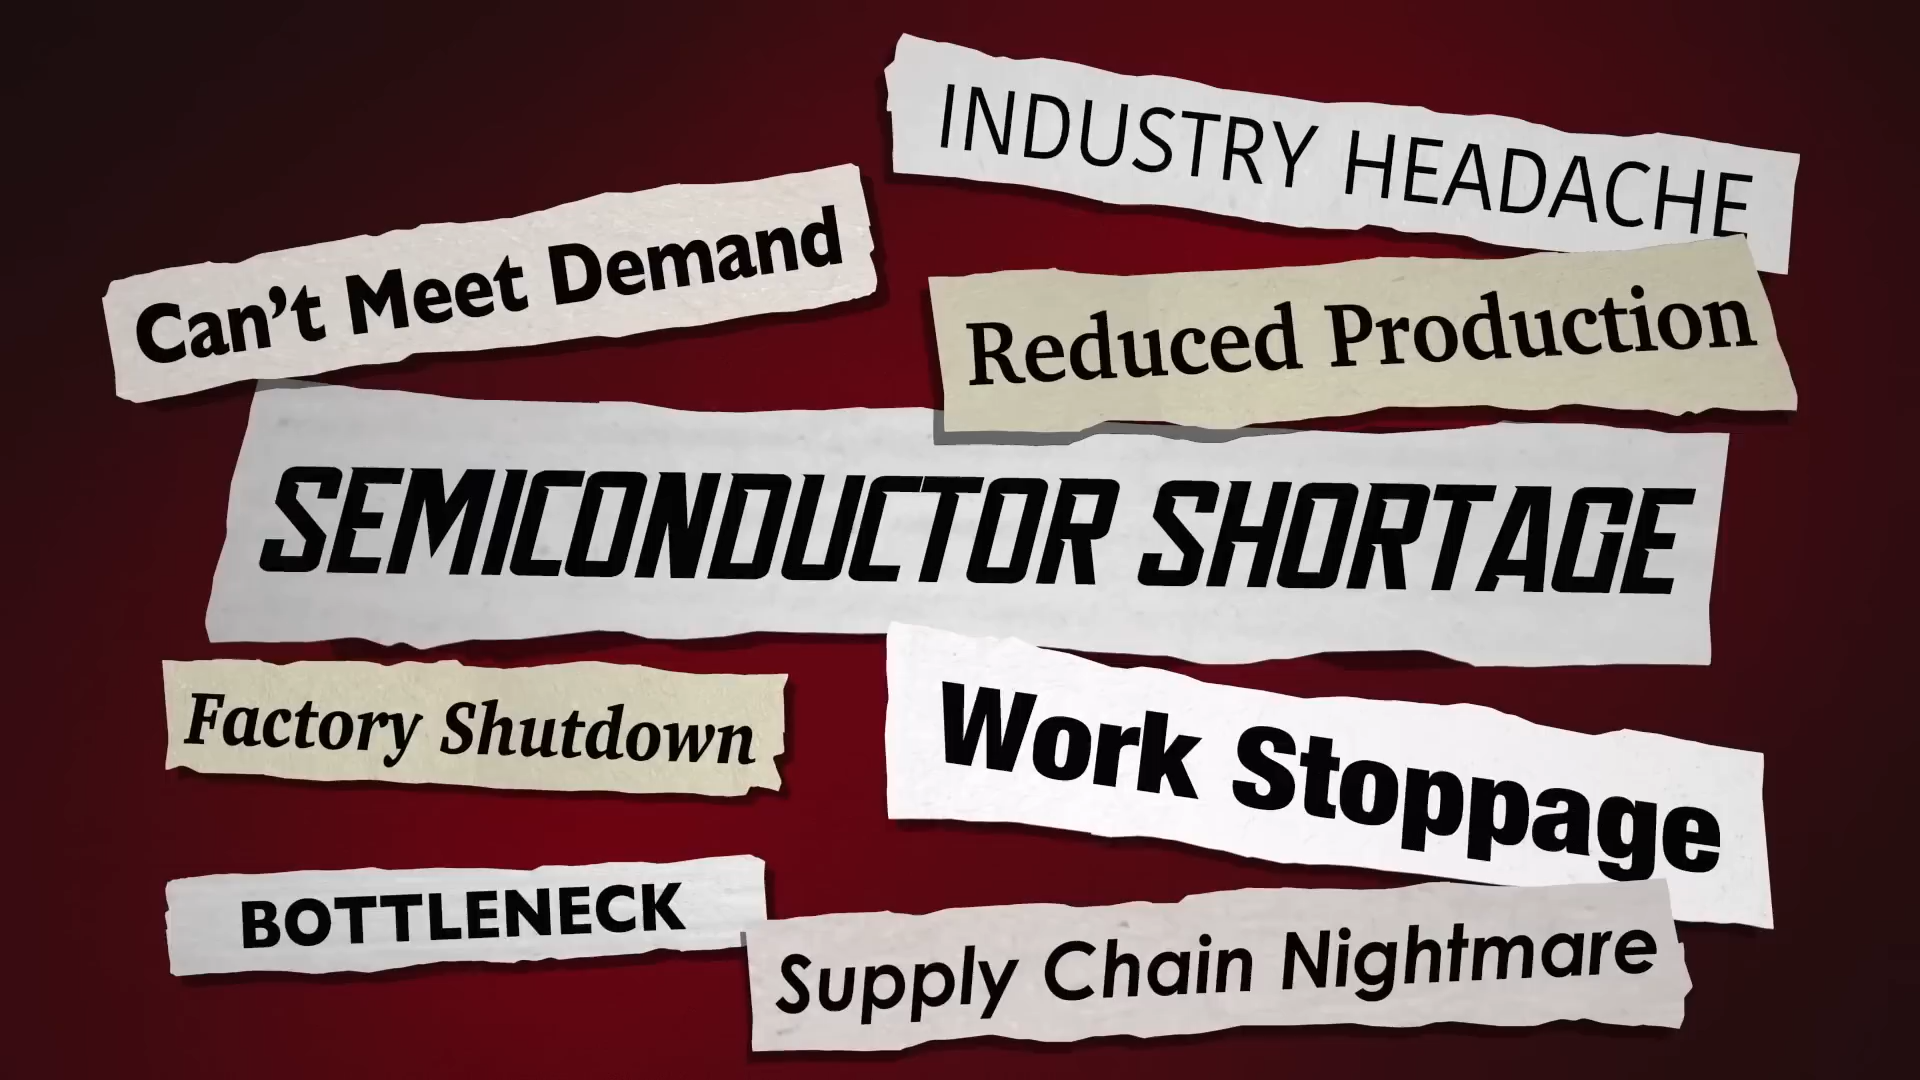 INDUSTRY HEADACHE
Can't Meet Demand
Reduced Production
SEMICONDUCTOR SHORTAGE
Factory Shutdown
Work Stoppage
BOTTLENECK
Supply Chain Nightmare